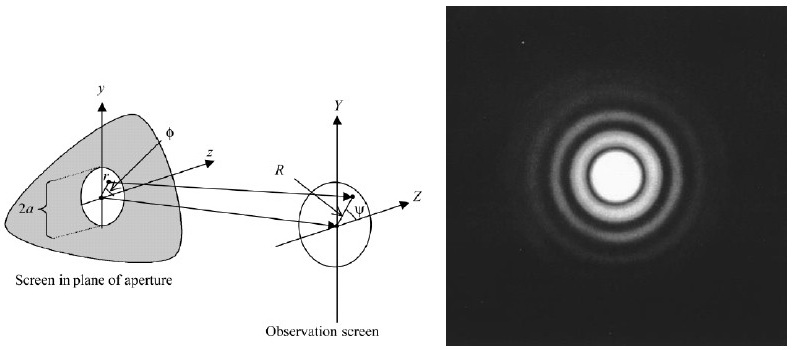 y
ϕ
z
r
2a
Screen in plane of aperture
Y
R
Z
ψ
Observation screen